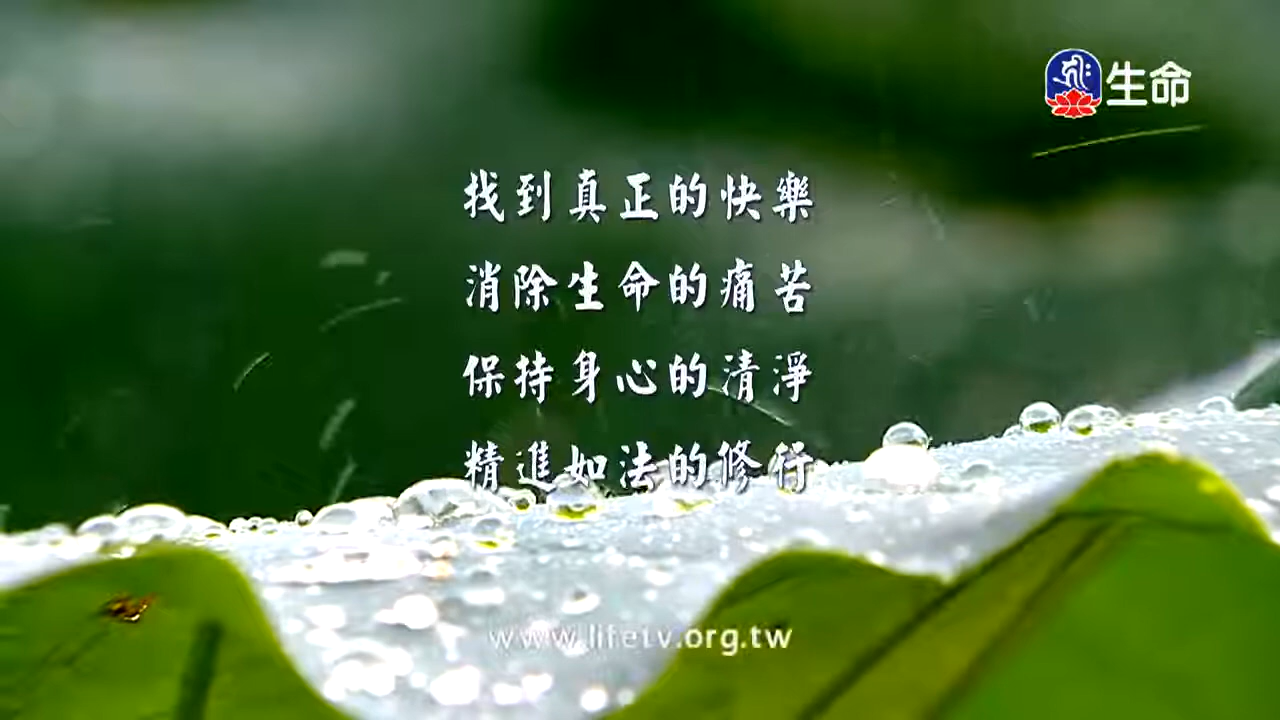 生命
找到真正的快樂
消除生命的痛苦
保持身心的清淨
精進如法的修行
www.lifetv.org.tw